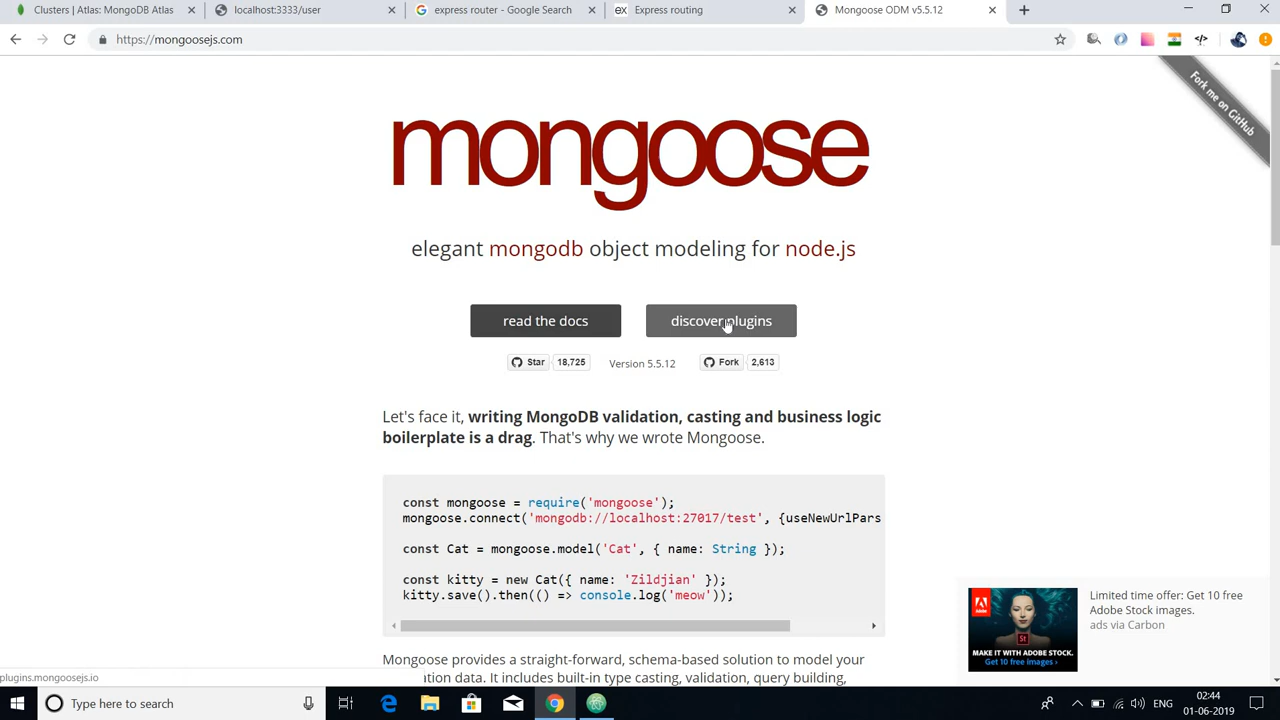 Clusters | Atlas: MongoDB Atlas
localhost:3333/user
express router - Google Search
Express routing
Mongoose ODM v5.5.12
https://mongoosejs.com
Fork me on GitHub
mongoose
elegant mongodb object modeling for node.js
read the docs
discover plugins
Star 18,725
Version 5.5.12
Fork 2,613
Let's face it, writing MongoDB validation, casting and business logic
boilerplate is a drag. That's why we wrote Mongoose.
const mongoose = require('mongoose');
mongoose.connect('mongodb://localhost:27017/test', {useNewUrlPars
const Cat = mongoose.model('Cat', { name: String });
const kitty = new Cat({ name: 'Zildjian' });
kitty.save().then(() => console.log('meow'));
Limited time offer: Get 10 free
Adobe Stock images.
ads via Carbon
Adobe
St
MAKE IT WITH ADOBE STOCK.
Get 10 free images ›
Mongoose provides a straight-forward, schema-based solution to model your
ation data. It includes built-in type casting, validation, query building,
plugins.mongoosejs.io
Type here to search
ENG
02:44
01-06-2019